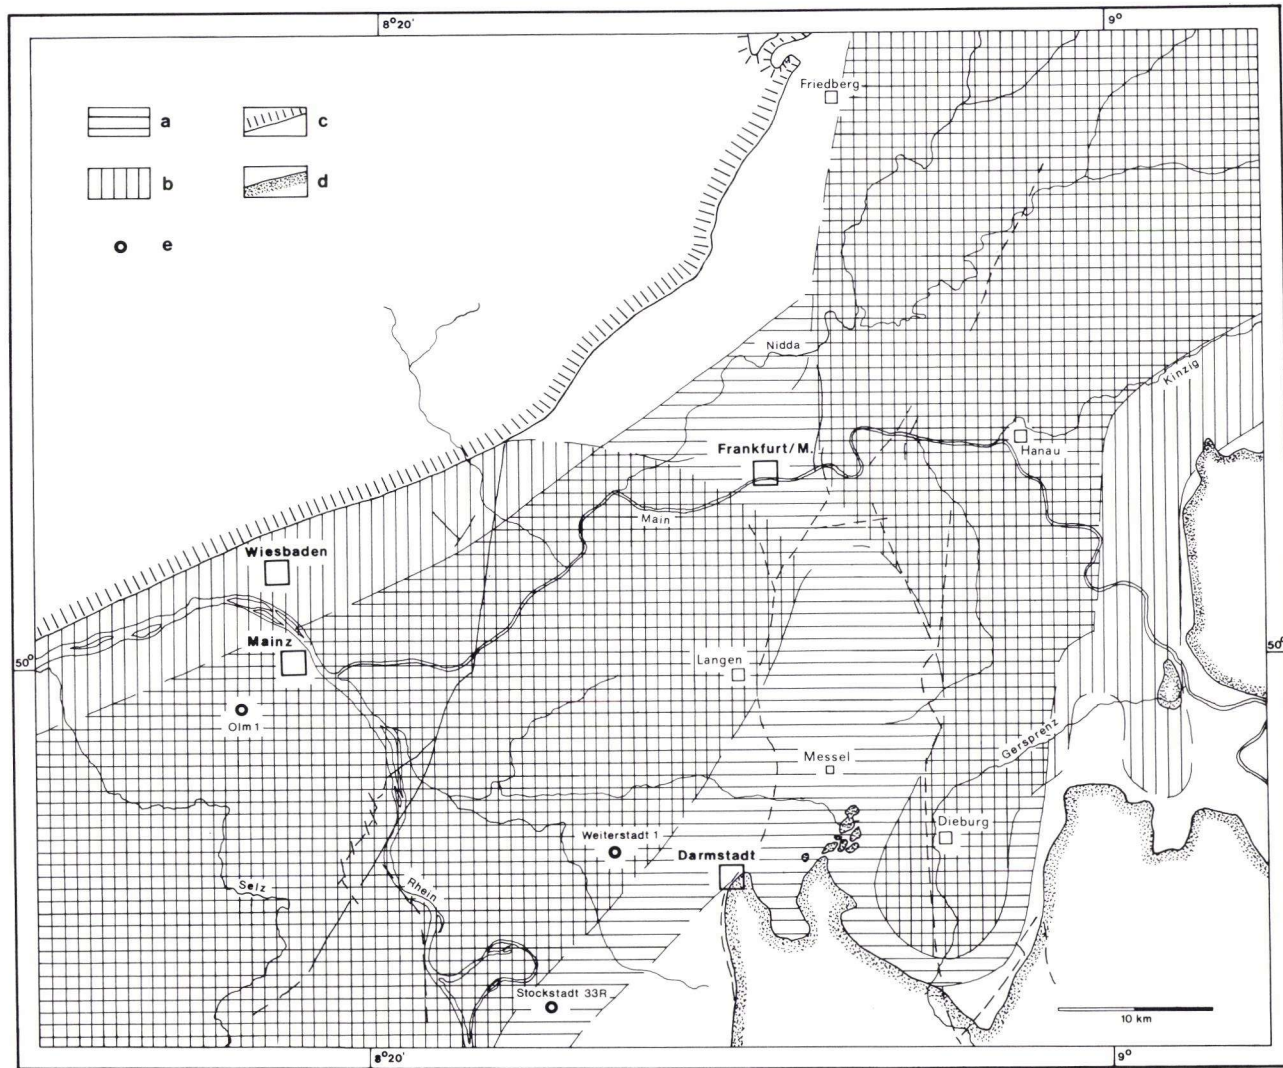 8°20'
9°
a
c
b
d
e
Friedberg
Nidda
Kinzig
Frankfurt/M.
Hanau
Main
Wiesbaden
Mainz
50°
50°
Langen
Olm 1
Gersprenz
Messel
Dieburg
Weiterstadt 1
Darmstadt
Selz
Rhein
Stockstadt 33R
10 km
8°20'
9°